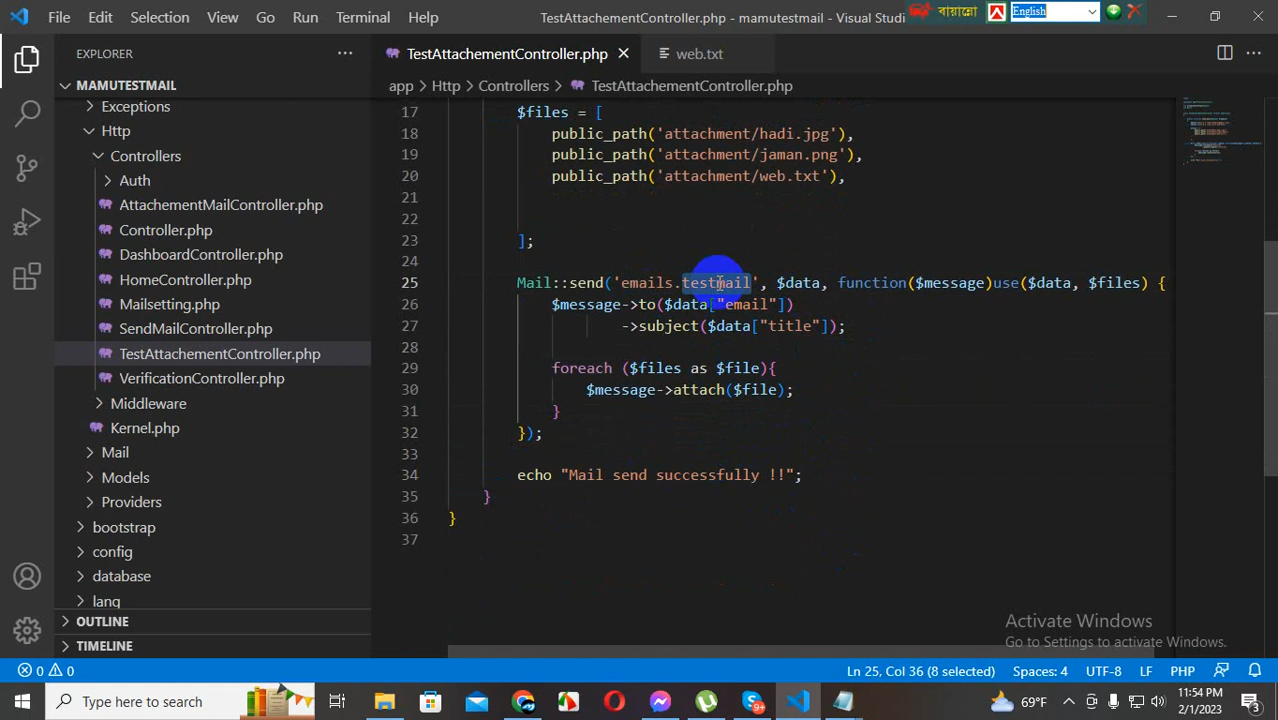 File Edit Selection View Go Run Terminal Help
TestAttachementController.php - mamutestmail - Visual Studi
বায়ান্নো
English
EXPLORER
TestAttachementController.php
web.txt
MAMUTESTMAIL
app > Http > Controllers > TestAttachementController.php
Exceptions
Http
Controllers
Auth
AttachementMailController.php
Controller.php
DashboardController.php
HomeController.php
Mailsetting.php
SendMailController.php
TestAttachementController.php
VerificationController.php
Middleware
Kernel.php
Mail
Models
Providers
bootstrap
config
database
lang
OUTLINE
TIMELINE
17 $files = [
18 public_path('attachment/hadi.jpg'),
19 public_path('attachment/jaman.png'),
20 public_path('attachment/web.txt'),
21
22
23 ];
24
25 Mail::send('emails.testmail', $data, function($message)use($data, $files) {
26 $message->to($data["email"])
27 ->subject($data["title"]);
28
29 foreach ($files as $file){
30 $message->attach($file);
31 }
32 });
33
34 echo "Mail send successfully !!";
35 }
36 }
37
Activate Windows
Go to Settings to activate Windows.
0 0
Ln 25, Col 36 (8 selected) Spaces: 4 UTF-8 LF PHP
Type here to search
9+
69°F
11:54 PM
2/1/2023
3